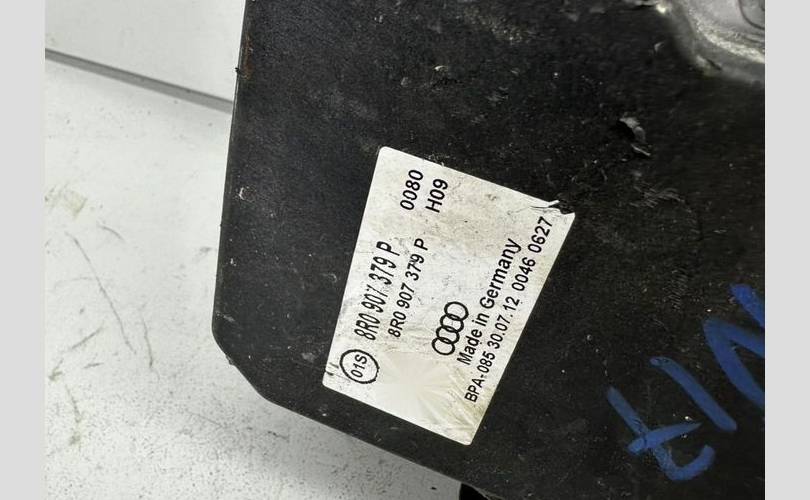 01S 8R0 907 379 P 0080
8R0 907 379 P H09
Made in Germany
BPA-085 30.07.12 0046 0627